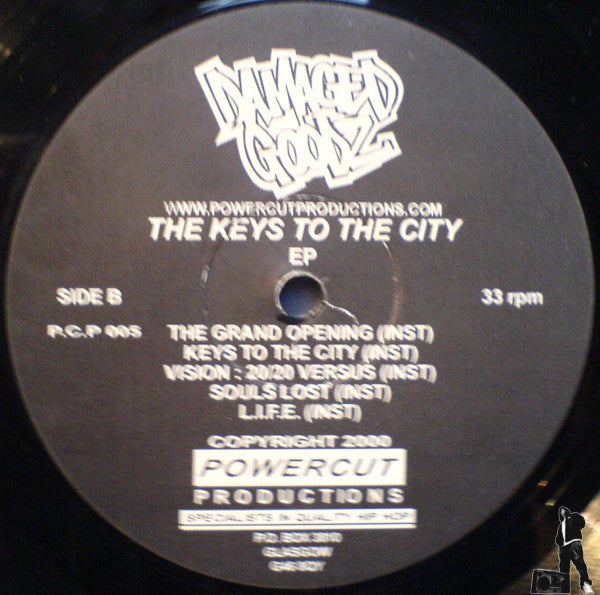 DAMAGED
GOODZ
WWW.POWERCUTPRODUCTIONS.COM
THE KEYS TO THE CITY
EP
SIDE B
33 rpm
P.C.P 005
THE GRAND OPENING (INST)
KEYS TO THE CITY (INST)
VISION : 20/20 VERSUS (INST)
SOULS LOST (INST)
L.I.F.E. (INST)
COPYRIGHT 2000
POWERCUT
PRODUCTIONS
SPECIALISTS IN QUALITY HIP HOP
P.O. BOX
GLASGOW